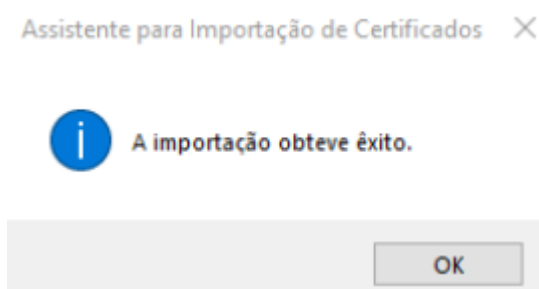 Assistente para Importação de Certificados
A importação obteve êxito.
OK